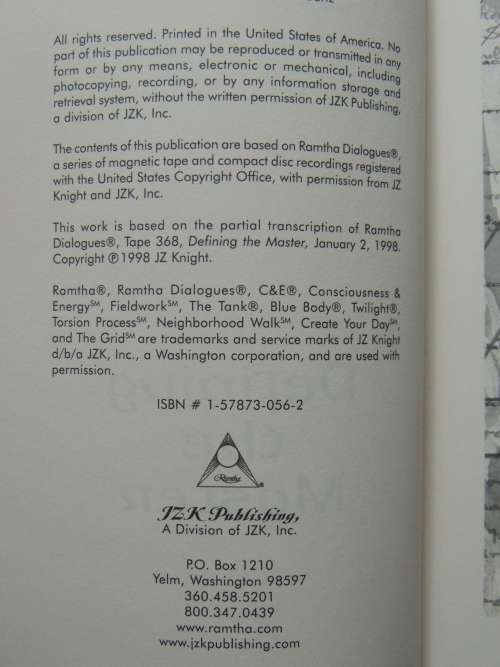 All rights reserved. Printed in the United States of America. No
part of this publication may be reproduced or transmitted in any
form or by any means, electronic or mechanical, including
photocopying, recording, or by any information storage and
retrieval system, without the written permission of JZK Publishing,
a division of JZK, Inc.
The contents of this publication are based on Ramtha Dialogues®,
a series of magnetic tape and compact disc recordings registered
with the United States Copyright Office, with permission from JZ
Knight and JZK, Inc.
This work is based on the partial transcription of Ramtha
Dialogues®, Tape 368, Defining the Master, January 2, 1998.
Copyright ℗1998 JZ Knight.
Ramtha®, Ramtha Dialogues®, C&E®, Consciousness &
Energy℠, Fieldwork℠, The Tank®, Blue Body®, Twilight®,
Torsion Process℠, Neighborhood Walk℠, Create Your Day℠,
and The Grid℠ are trademarks and service marks of JZ Knight
d/b/a JZK, Inc., a Washington corporation, and are used with
permission.
ISBN # 1-57873-056-2
Ramtha®
JZK Publishing,
A Division of JZK, Inc.
P.O. Box 1210
Yelm, Washington 98597
360.458.5201
800.347.0439
www.ramtha.com
www.jzkpublishing.com